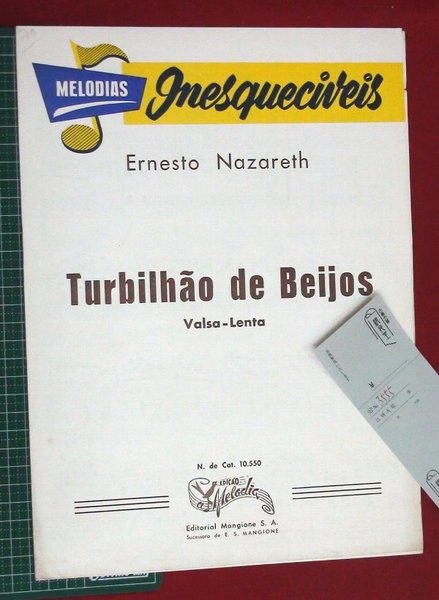 MELODIAS Inesquecíveis
Ernesto Nazareth
Turbilhão de Beijos
Valsa-Lenta
N. de Cat. 10.550
EDIÇÃO
A Melodia
Editorial Mangione S. A.
Sucessora de E. S. MANGIONE
3555